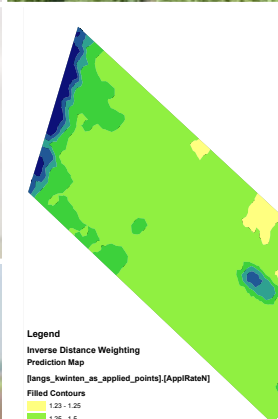 Legend
Inverse Distance Weighting
Prediction Map
[langs_kwinten_as_applied_points].[ApplRateN]
Filled Contours
1.23 - 1.25
1.25 - 1.5